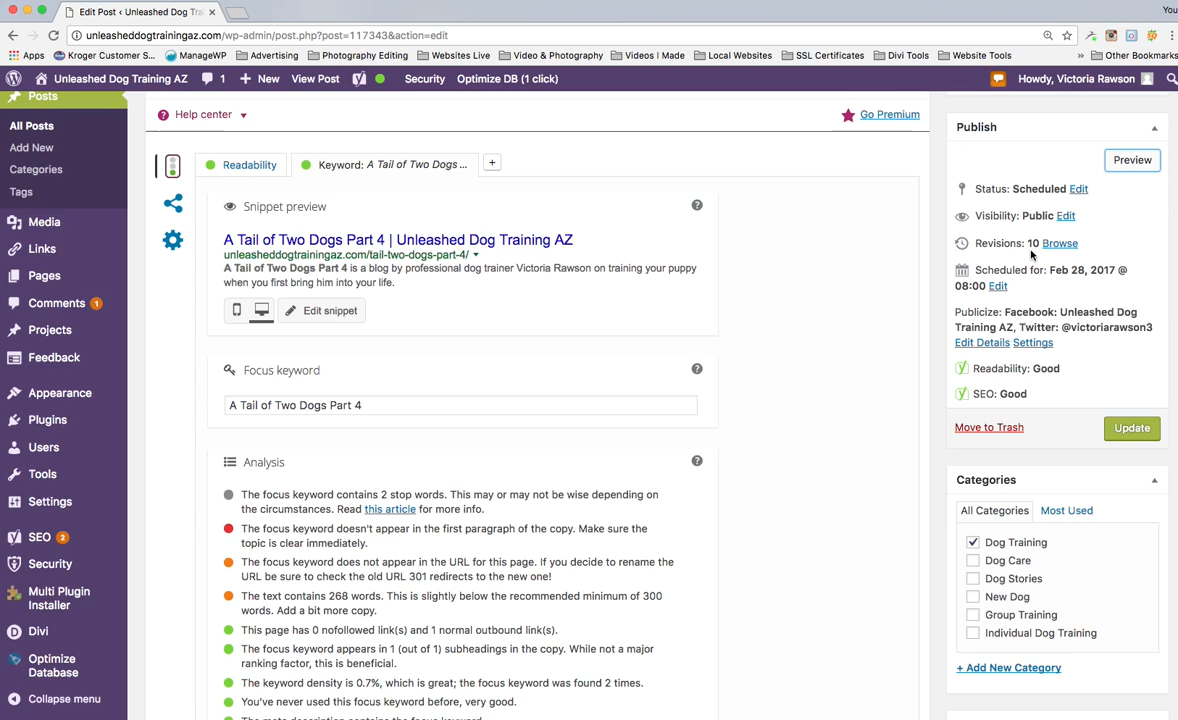 Edit Post ‹ Unleashed Dog Trai
You
unleasheddogtrainingaz.com/wp-admin/post.php?post=117343&action=edit
Apps Kroger Customer S... ManageWP Advertising Photography Editing Websites Live Video & Photography Videos I Made Local Websites SSL Certificates Divi Tools Website Tools » Other Bookmarks
Unleashed Dog Training AZ 1 + New View Post Security Optimize DB (1 click) Howdy, Victoria Rawson
Posts
All Posts
Add New
Categories
Tags
Media
Links
Pages
Comments 1
Projects
Feedback
Appearance
Plugins
Users
Tools
Settings
SEO 2
Security
Multi Plugin
Installer
Divi
Optimize
Database
Collapse menu
Help center
Go Premium
Readability
Keyword: A Tail of Two Dogs ...
+
Snippet preview
A Tail of Two Dogs Part 4 | Unleashed Dog Training AZ
unleasheddogtrainingaz.com/tail-two-dogs-part-4/
A Tail of Two Dogs Part 4 is a blog by professional dog trainer Victoria Rawson on training your puppy
when you first bring him into your life.
Edit snippet
Focus keyword
A Tail of Two Dogs Part 4
Analysis
The focus keyword contains 2 stop words. This may or may not be wise depending on
the circumstances. Read this article for more info.
The focus keyword doesn't appear in the first paragraph of the copy. Make sure the
topic is clear immediately.
The focus keyword does not appear in the URL for this page. If you decide to rename the
URL be sure to check the old URL 301 redirects to the new one!
The text contains 268 words. This is slightly below the recommended minimum of 300
words. Add a bit more copy.
This page has 0 nofollowed link(s) and 1 normal outbound link(s).
The focus keyword appears in 1 (out of 1) subheadings in the copy. While not a major
ranking factor, this is beneficial.
The keyword density is 0.7%, which is great; the focus keyword was found 2 times.
You've never used this focus keyword before, very good.
The meta description contains the focus keyword.
Publish
Preview
Status: Scheduled Edit
Visibility: Public Edit
Revisions: 10 Browse
Scheduled for: Feb 28, 2017 @
08:00 Edit
Publicize: Facebook: Unleashed Dog
Training AZ, Twitter: @victoriarawson3
Edit Details Settings
Readability: Good
SEO: Good
Move to Trash
Update
Categories
All Categories
Most Used
Dog Training
Dog Care
Dog Stories
New Dog
Group Training
Individual Dog Training
+ Add New Category